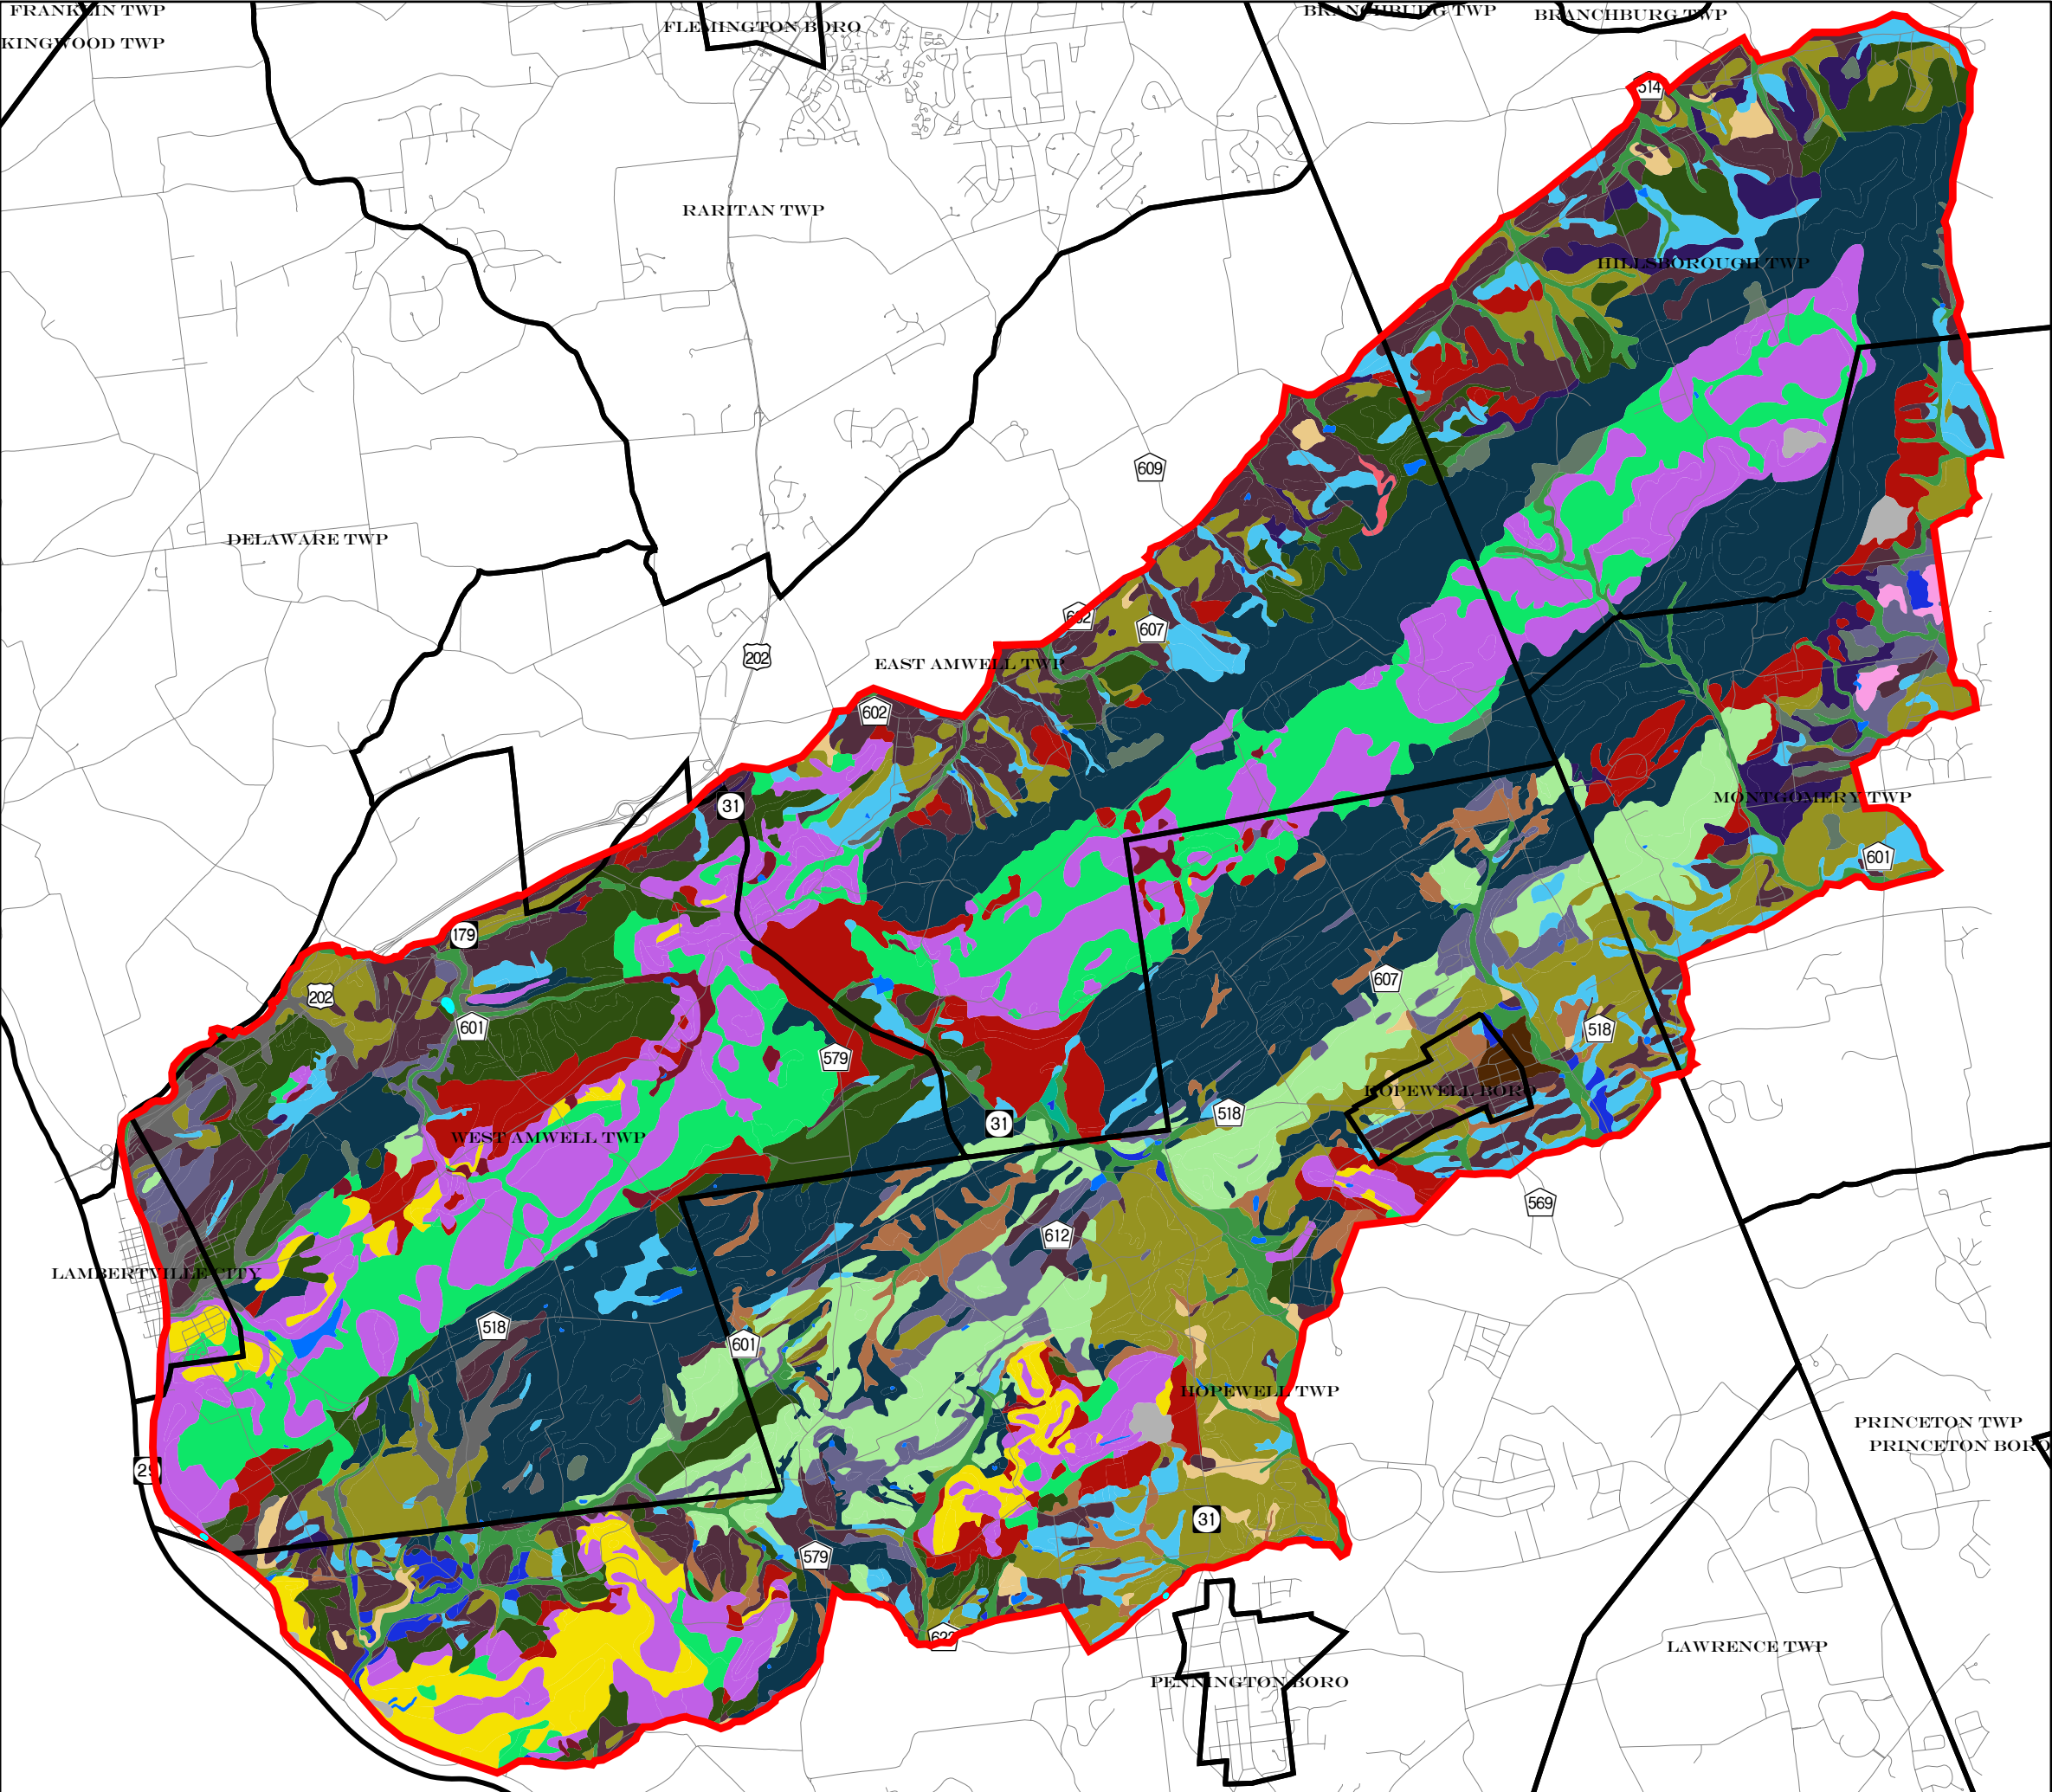 FRANKLIN TWP
BRANCHBURG TWP
BRANCHBURG TWP
FLEMINGTON BORO
KINGWOOD TWP
514
RARITAN TWP
HILLSBOROUGH TWP
609
DELAWARE TWP
602
607
202
EAST AMWELL TWP
602
31
MONTGOMERY TWP
601
179
607
202
601
518
579
HOPEWELL BORO
518
31
WEST AMWELL TWP
569
612
LAMBERTVILLE CITY
518
601
HOPEWELL TWP
PRINCETON TWP
PRINCETON BORO
29
31
579
LAWRENCE TWP
PENNINGTON BORO